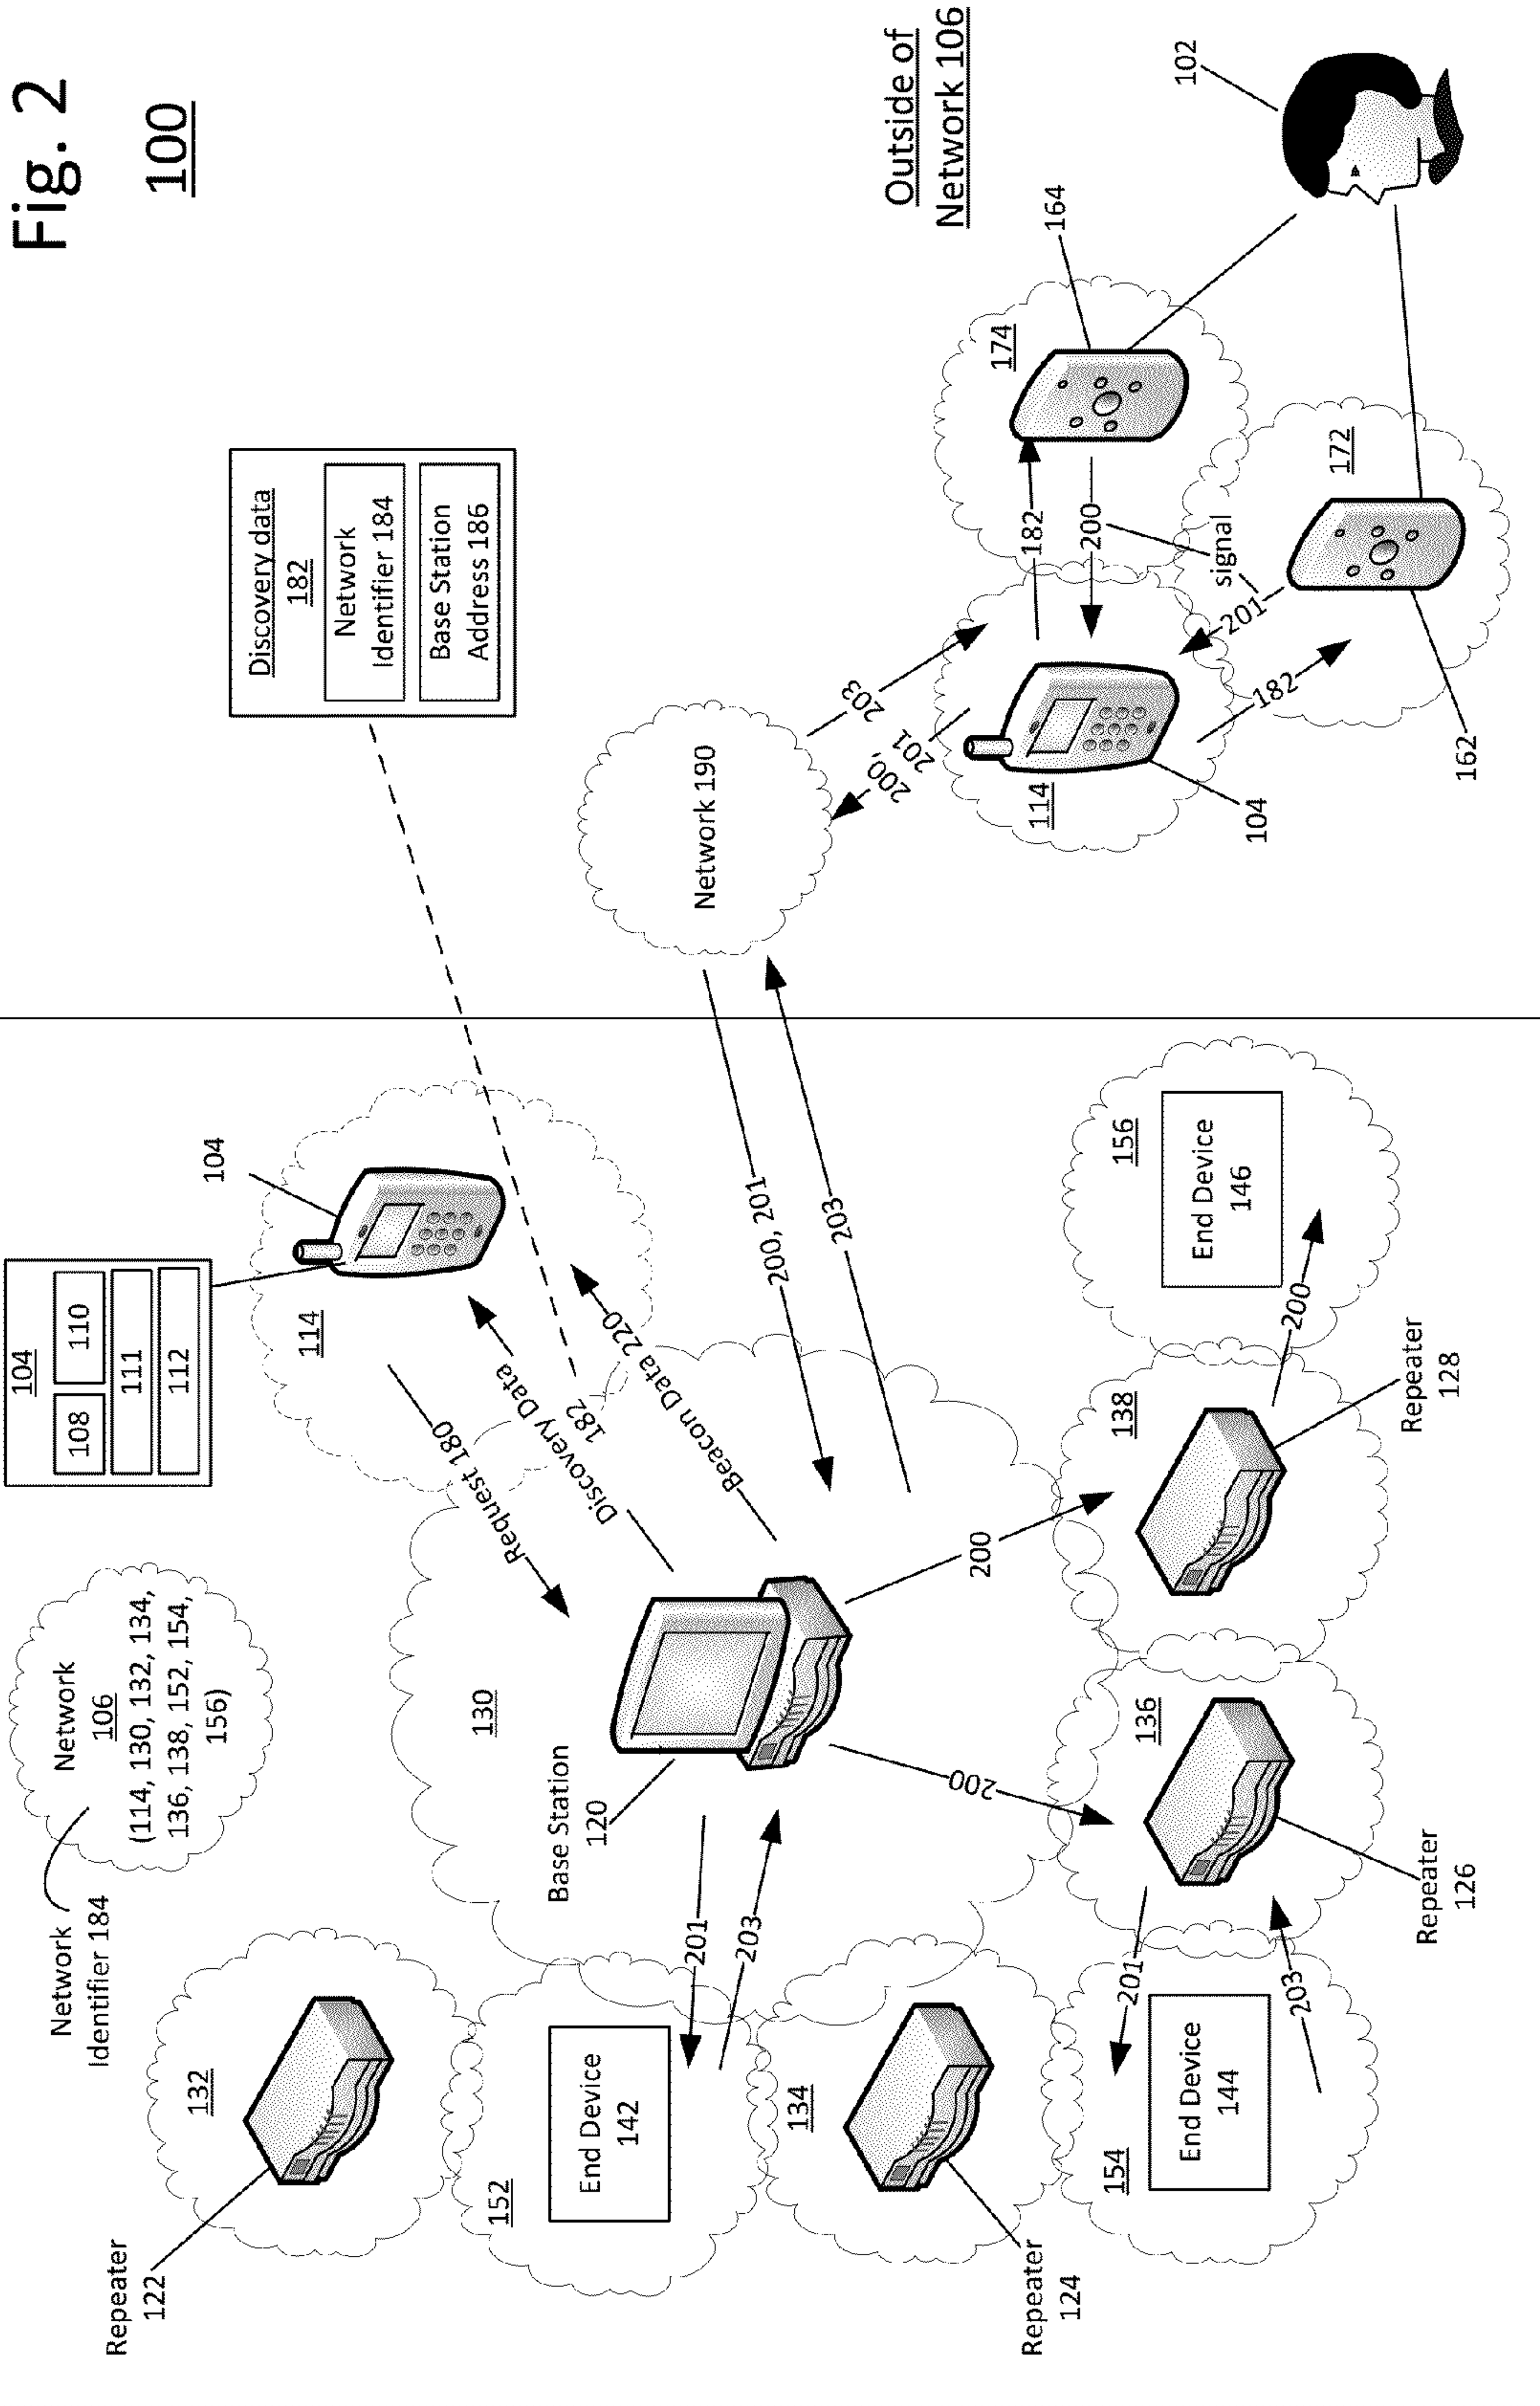 Fig. 2
100
Network
Identifier 184
Network
106
(114, 130, 132, 134,
136, 138, 152, 154,
156)
104
108
110
111
112
104
114
Discovery data
182
Network
Identifier 184
Base Station
Address 186
Repeater
122
132
152
End Device
142
201
203
Base Station
120
130
Request 180
Discovery Data
182
Beacon Data 220
200, 201
203
Network 190
203
200, 201
Outside of
Network 106
102
164
174
182
200
signal
201
182
172
162
114
104
Repeater
124
134
154
End Device
144
201
203
200
136
Repeater
126
200
138
Repeater
128
200
156
End Device
146